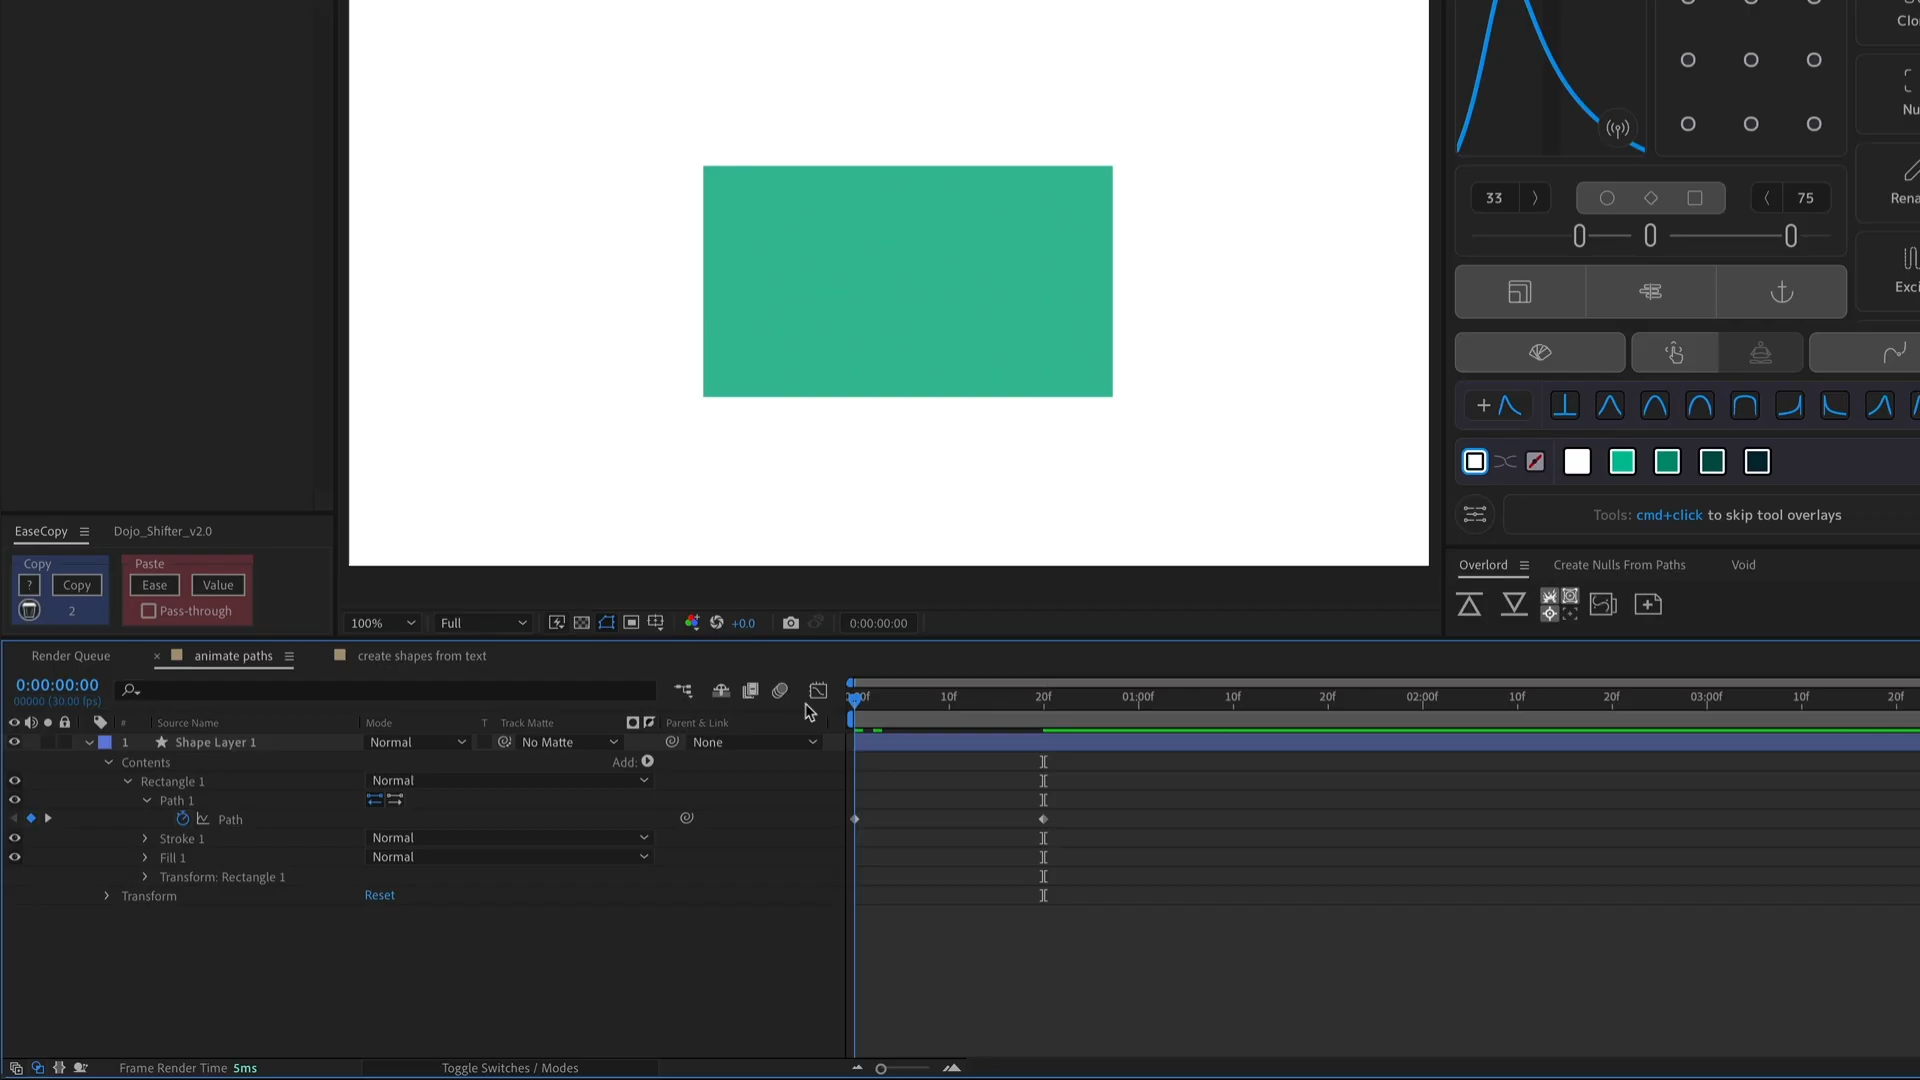 Clo
Nu
33
75
Rena
Exci
Tools: cmd+click to skip tool overlays
EaseCopy
Dojo_Shifter_v2.0
Overlord
Create Nulls From Paths
Void
Copy
Paste
?
Copy
Ease
Value
2
Pass-through
100%
Full
+0.0
0:00:00:00
Render Queue
× animate paths
create shapes from text
0:00:00:00
00000 (30.00 fps)
10f
20f
01:00f
10f
20f
02:00f
10f
20f
03:00f
10f
20f
#
Source Name
Mode
T
Track Matte
Parent & Link
1
Shape Layer 1
Normal
No Matte
None
Contents
Add:
Rectangle 1
Normal
Path 1
Path
Stroke 1
Normal
Fill 1
Normal
Transform: Rectangle 1
Transform
Reset
Frame Render Time 5ms
Toggle Switches / Modes